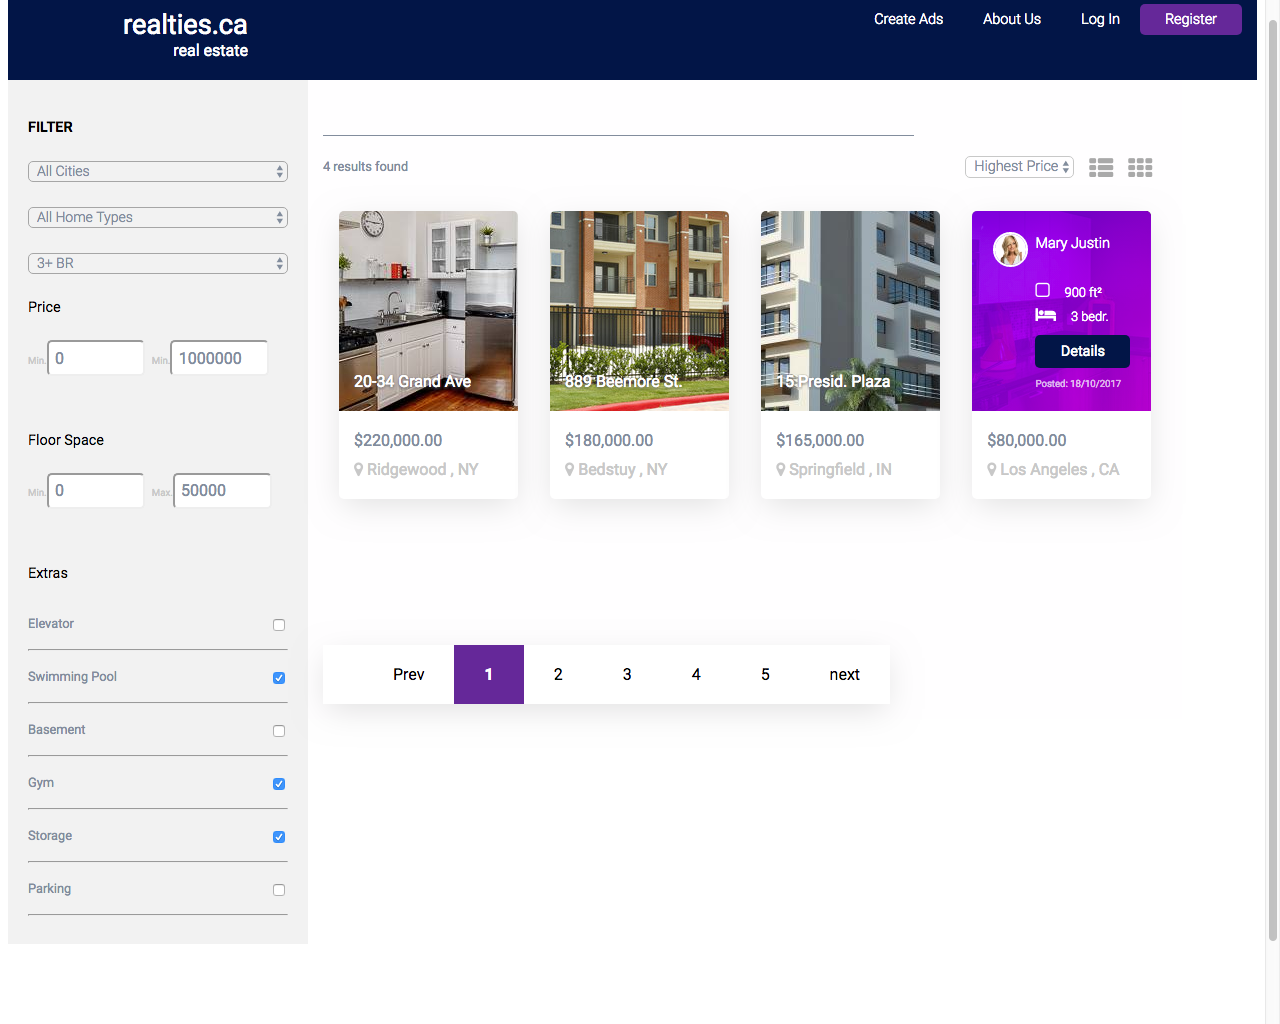 realties.ca
real estate
Create Ads
About Us
Log In
Register
FILTER
All Cities
All Home Types
3+ BR
Price
Min. 0
Min. 1000000
Floor Space
Min. 0
Max. 50000
Extras
Elevator
Swimming Pool
Basement
Gym
Storage
Parking
4 results found
Highest Price
20-34 Grand Ave
$220,000.00
Ridgewood , NY
889 Beemore St.
$180,000.00
Bedstuy , NY
15 Presid. Plaza
$165,000.00
Springfield , IN
Mary Justin
900 ft²
3 bedr.
Details
Posted: 18/10/2017
$80,000.00
Los Angeles , CA
Prev
1
2
3
4
5
next